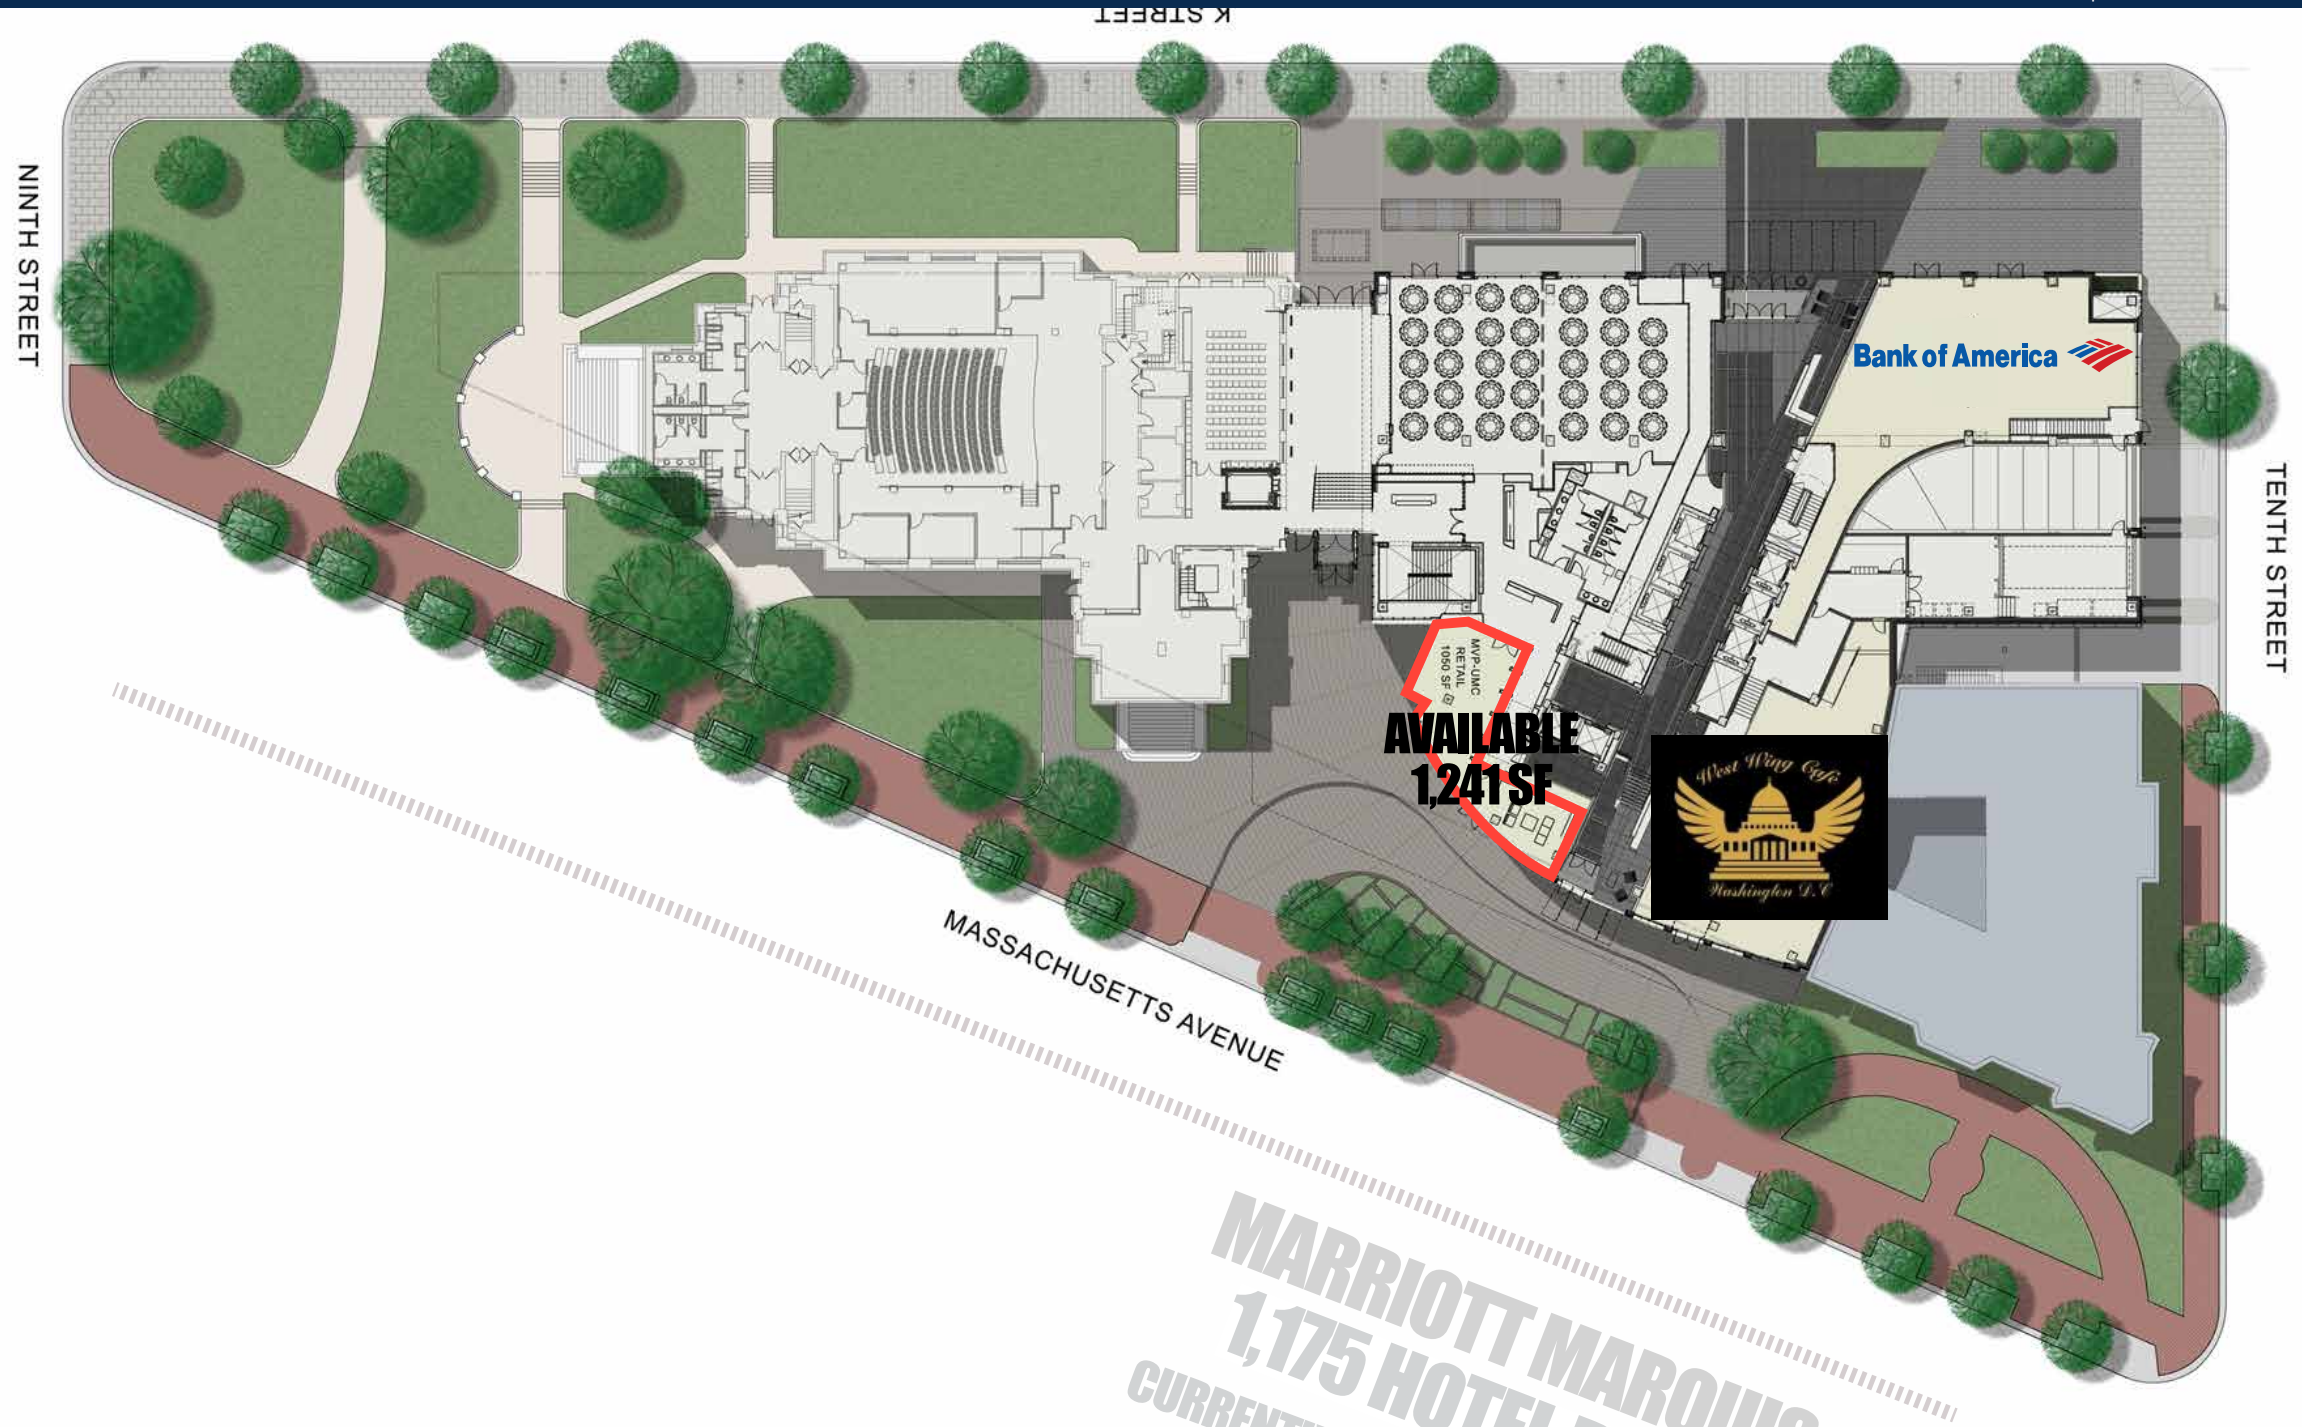 K STREET
NINTH STREET
Bank of America
TENTH STREET
MVP-UMC
RETAIL
1050 SF
AVAILABLE
1,241 SF
West Wing Cafe
Washington D.C
MASSACHUSETTS AVENUE
MARRIOTT MARQUIS
1,175 HOTEL